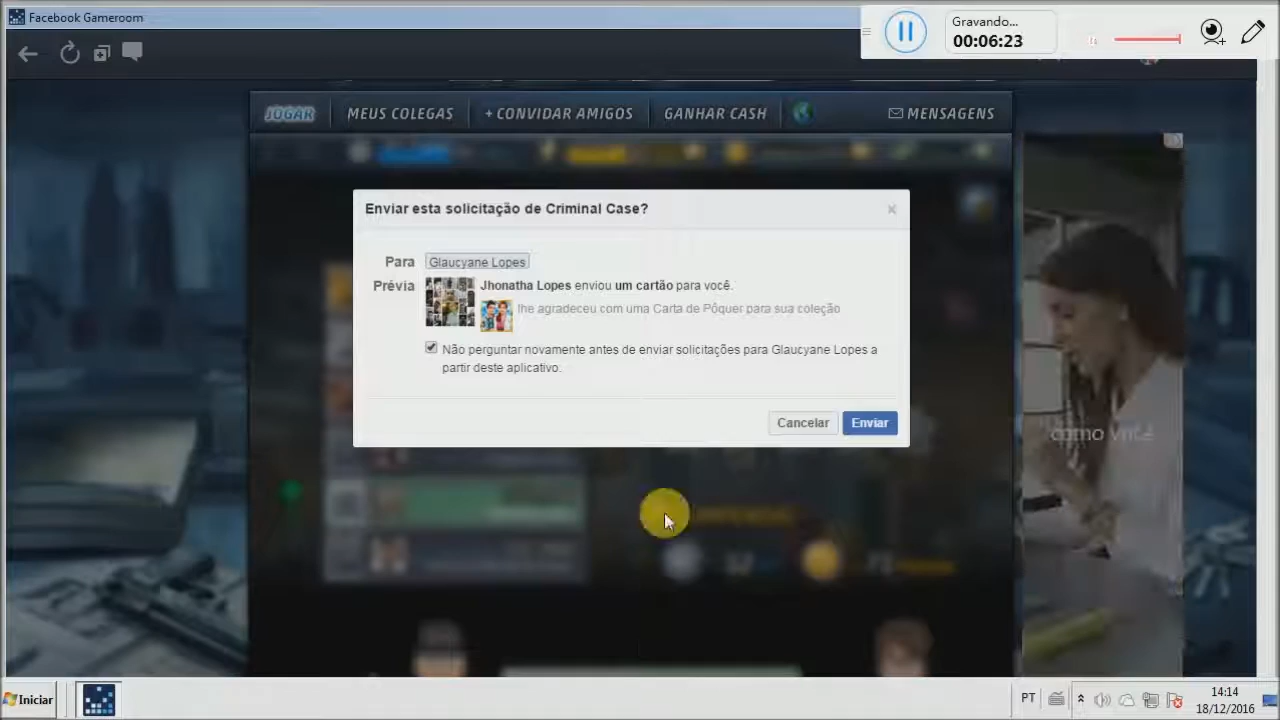 Facebook Gameroom
Gravando...
00:06:23
JOGAR
MEUS COLEGAS
+ CONVIDAR AMIGOS
GANHAR CASH
MENSAGENS
Enviar esta solicitação de Criminal Case?
Para
Glaucyane Lopes
Prévia
Jhonatha Lopes enviou um cartão para você.
lhe agradeceu com uma Carta de Pôquer para sua coleção
Não perguntar novamente antes de enviar solicitações para Glaucyane Lopes a
partir deste aplicativo.
Cancelar
Enviar
como você
Iniciar
PT
14:14
18/12/2016